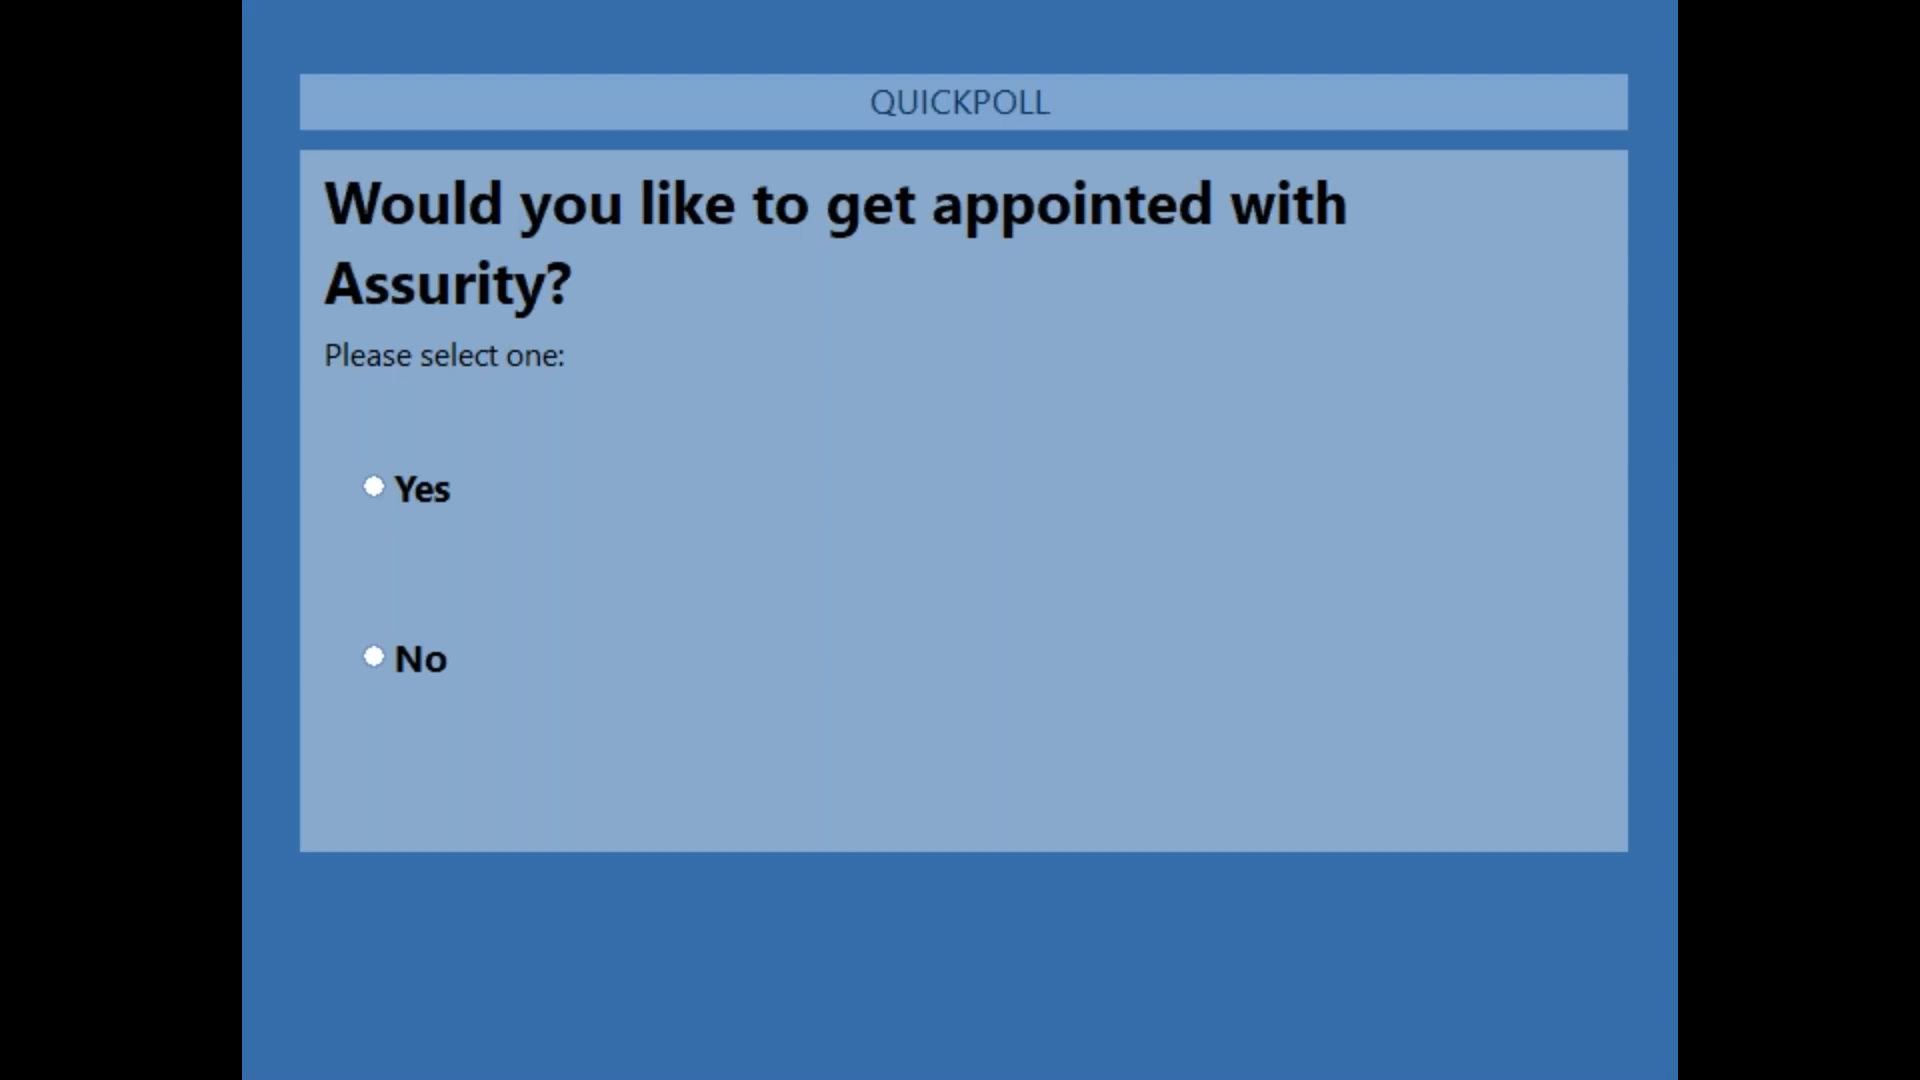 QUICKPOLL
Would you like to get appointed with
Assurity?
Please select one:
Yes
No